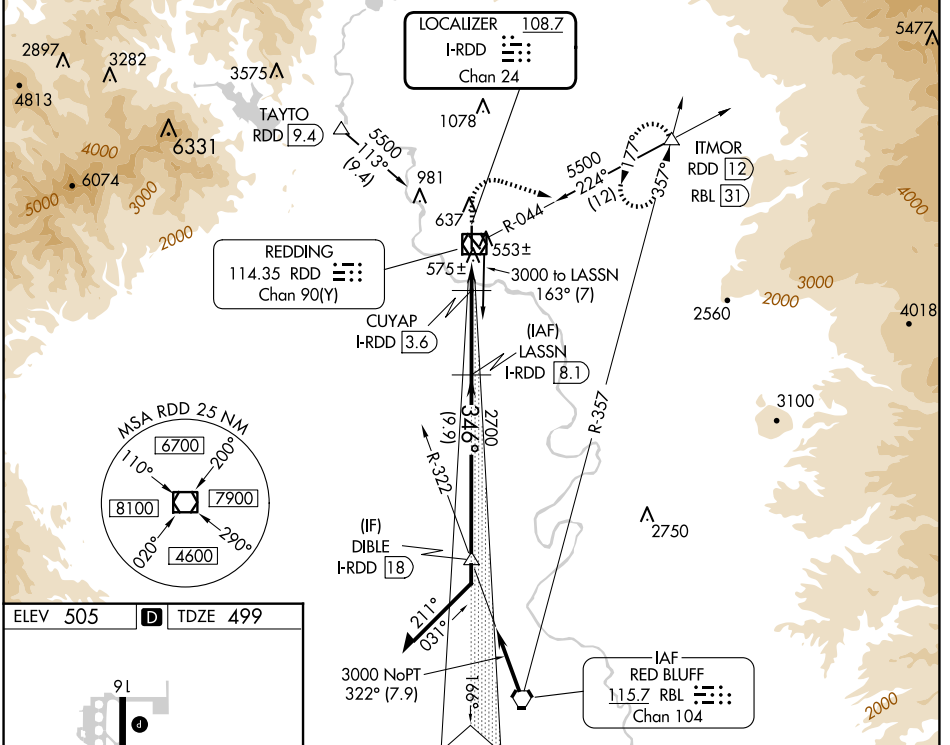 LOCALIZER 108.7
I-RDD
Chan 24
2897
3282
3575
4813
6331
6074
4000
5000
3000
2000
TAYTO
RDD 9.4
5500
113°
(9.4)
981
1078
637
5477
ITMOR
RDD 12
RBL 31
5500
224°
(12)
177°
357°
R-044
REDDING
114.35 RDD
Chan 90(Y)
553±
575±
3000 to LASSN
163° (7)
CUYAP
I-RDD 3.6
(IAF)
LASSN
I-RDD 8.1
4000
3000
2000
2560
4018
3100
2750
2000
R-357
2700
346°
(9.9)
R-322
MSA RDD 25 NM
6700
110°
200°
8100
7900
020°
290°
4600
(IF)
DIBLE
I-RDD 18
211°
031°
3000 NoPT
322° (7.9)
166°
IAF
RED BLUFF
115.7 RBL
Chan 104
ELEV 505 D TDZE 499
16
P